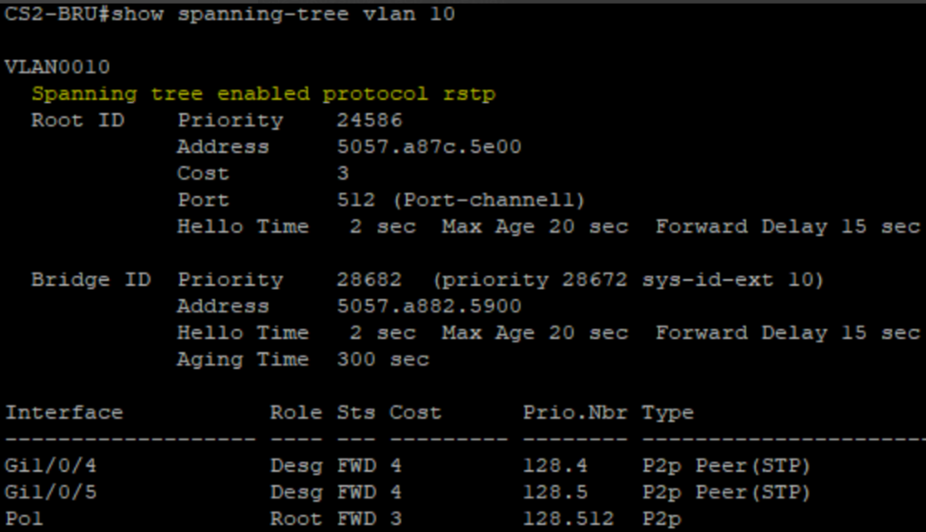 CS2-BRU#show spanning-tree vlan 10
VLAN0010
Spanning tree enabled protocol rstp
Root ID Priority 24586
Address 5057.a87c.5e00
Cost 3
Port 512 (Port-channel1)
Hello Time 2 sec Max Age 20 sec Forward Delay 15 sec
Bridge ID Priority 28682 (priority 28672 sys-id-ext 10)
Address 5057.a882.5900
Hello Time 2 sec Max Age 20 sec Forward Delay 15 sec
Aging Time 300 sec
Interface Role Sts Cost Prio.Nbr Type
------------------- ---- --- --------- -------- ----------------------
Gi1/0/4 Desg FWD 4 128.4 P2p Peer(STP)
Gi1/0/5 Desg FWD 4 128.5 P2p Peer(STP)
Po1 Root FWD 3 128.512 P2p